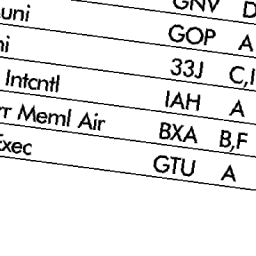 GNV D
uni GOP A
ni 33J C,I
Intcntl IAH A
rr Meml Air BXA B,F
Exec GTU A